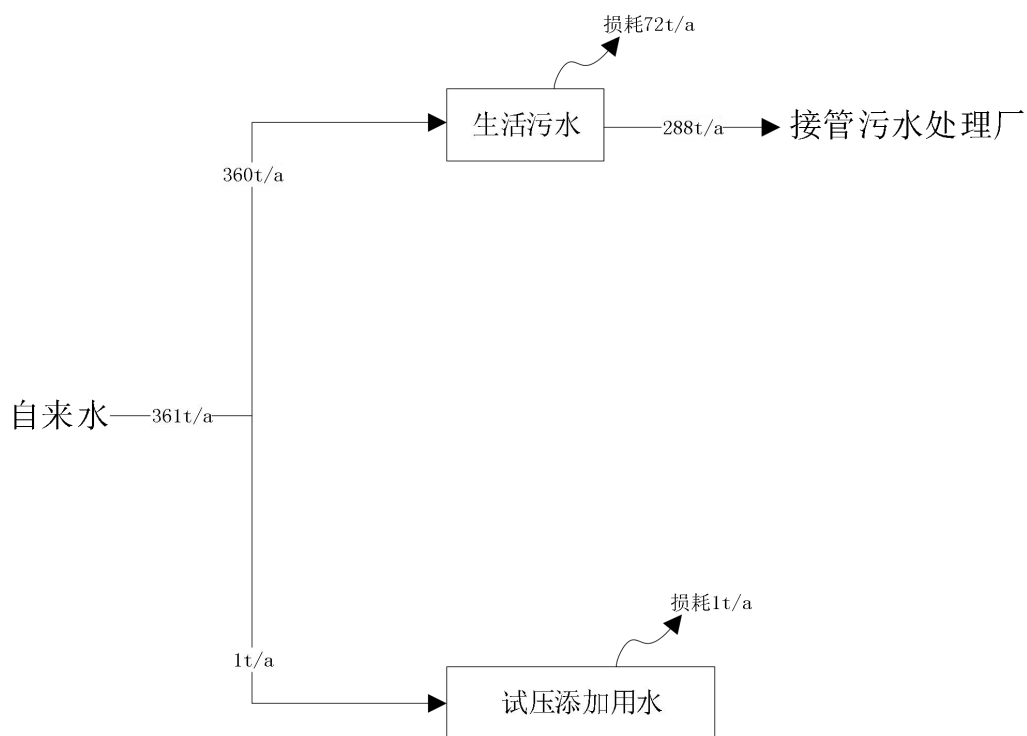 损耗72t/a
生活污水
288t/a
接管污水处理厂
360t/a
自来水
361t/a
损耗1t/a
1t/a
试压添加用水